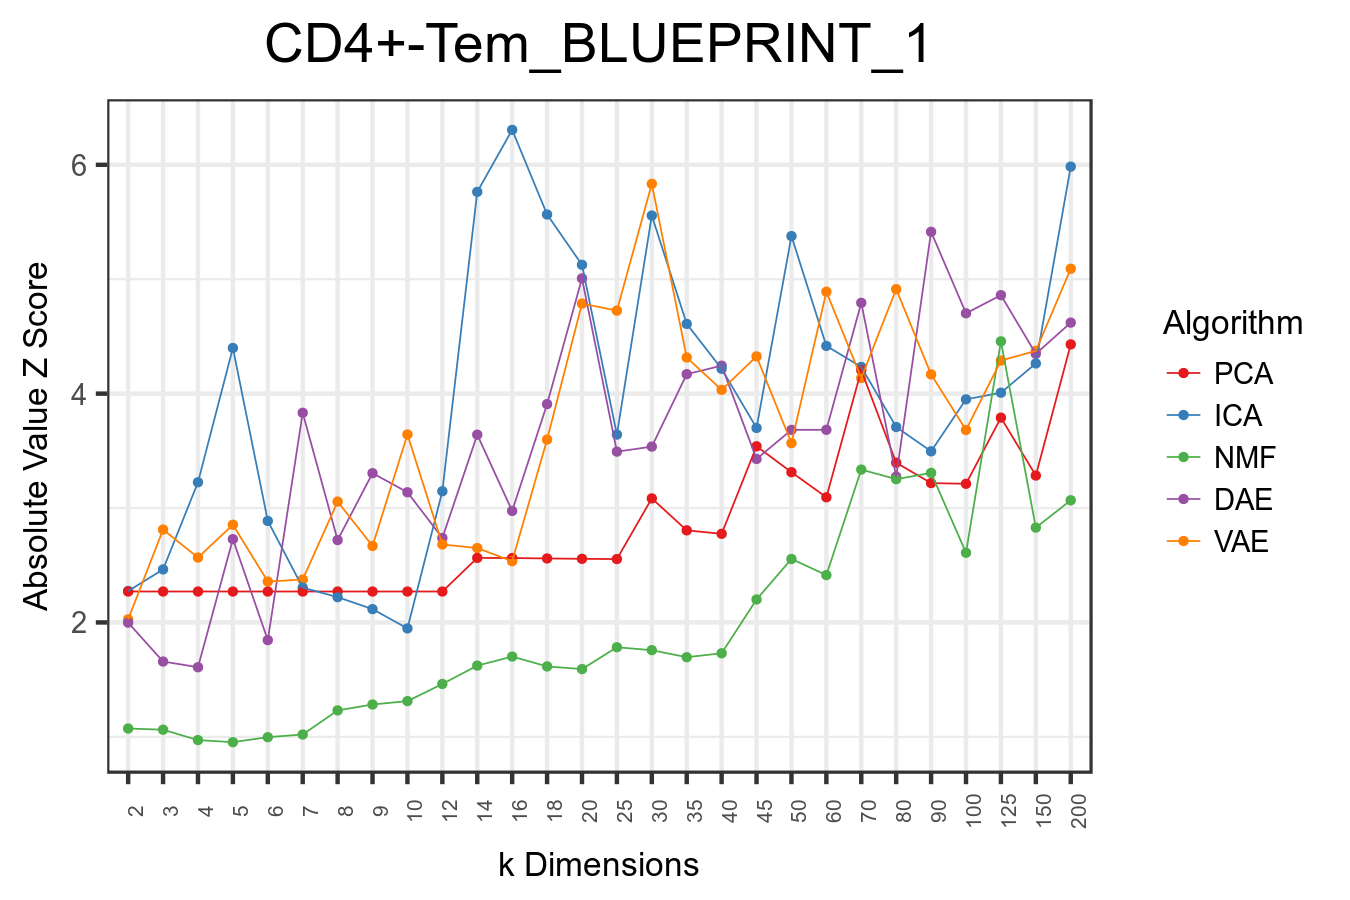 CD4+-Tem_BLUEPRINT_1
Absolute Value Z Score
6
4
2
2 3 4 5 6 7 8 9 10 12 14 16 18 20 25 30 35 40 45 50 60 70 80 90 100 125 150 200
k Dimensions
Algorithm
PCA
ICA
NMF
DAE
VAE